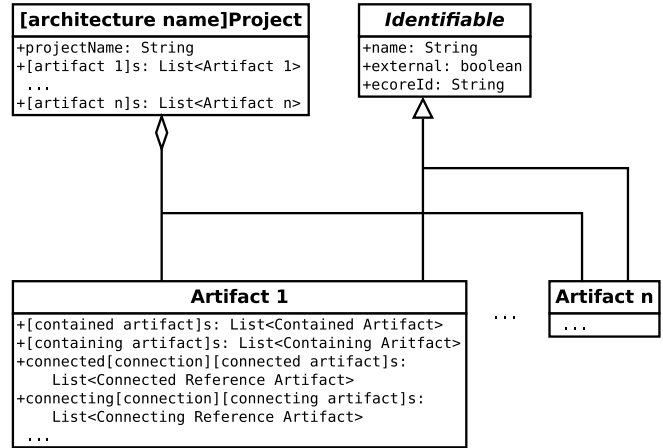 [architecture name]Project
+projectName: String
+[artifact 1]s: List<Artifact 1>
...
+[artifact n]s: List<Artifact n>
Identifiable
+name: String
+external: boolean
+ecoreId: String
Artifact 1
+[contained artifact]s: List<Contained Artifact>
+[containing artifact]s: List<Containing Aritfact>
+connected[connection][connected artifact]s:
List<Connected Reference Artifact>
+connecting[connection][connecting artifact]s:
List<Connecting Reference Artifact>
...
...
Artifact n
...